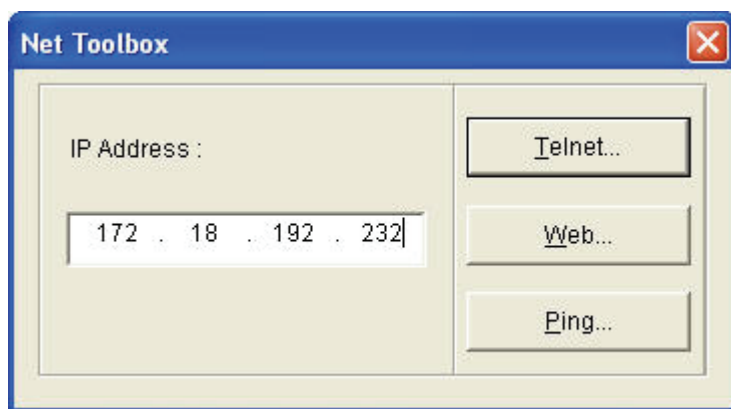 Net Toolbox
IP Address :
172 . 18 . 192 . 232
Telnet...
Web...
Ping...